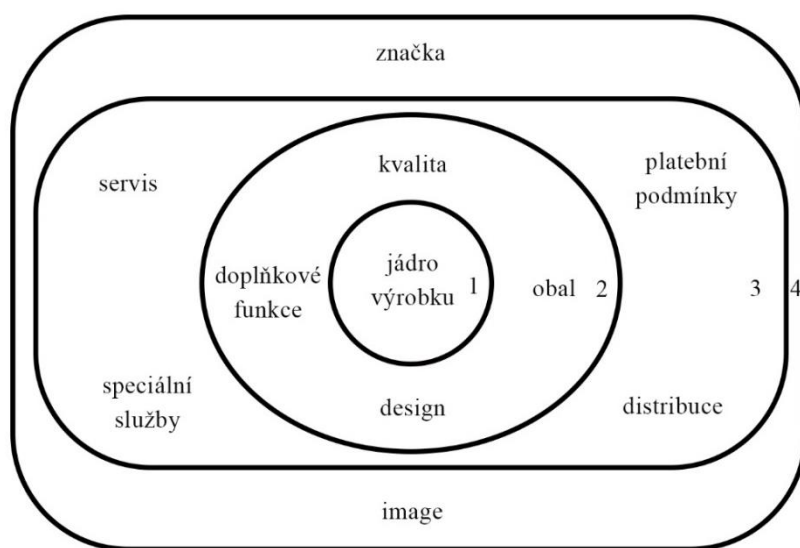 značka
servis
kvalita
platební
podmínky
doplňkové
funkce
jádro
výrobku 1
obal 2
3
4
speciální
služby
design
distribuce
image